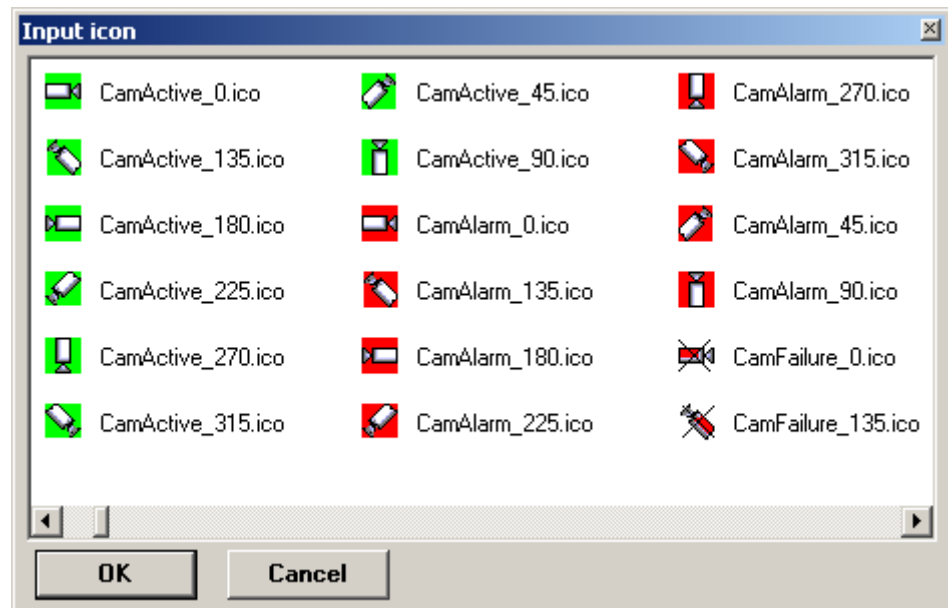 Input icon
CamActive_0.ico
CamActive_135.ico
CamActive_180.ico
CamActive_225.ico
CamActive_270.ico
CamActive_315.ico
CamActive_45.ico
CamActive_90.ico
CamAlarm_0.ico
CamAlarm_135.ico
CamAlarm_180.ico
CamAlarm_225.ico
CamAlarm_270.ico
CamAlarm_315.ico
CamAlarm_45.ico
CamAlarm_90.ico
CamFailure_0.ico
CamFailure_135.ico
OK
Cancel